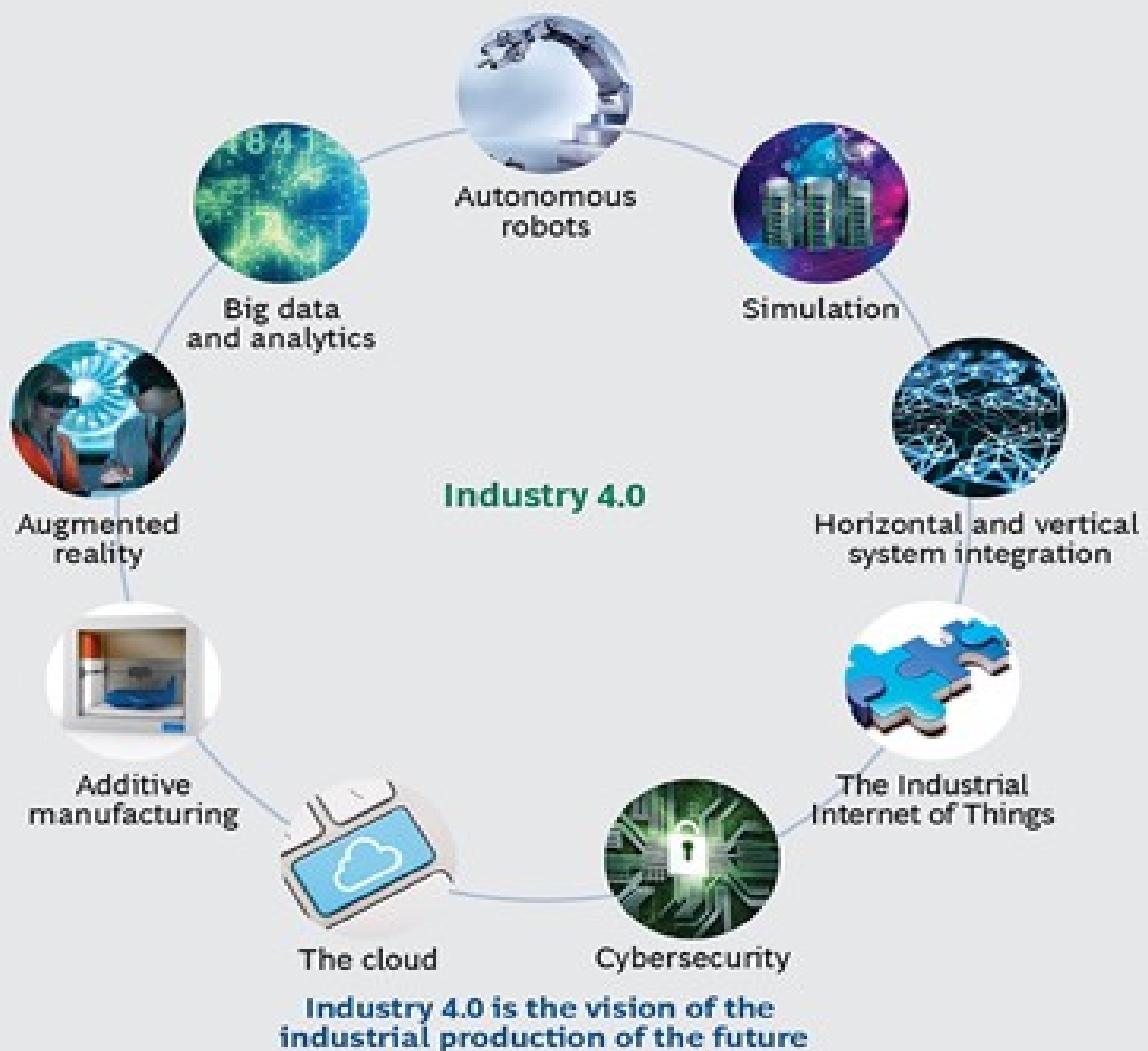 Autonomous
robots
Big data
and analytics
Simulation
Augmented
reality
Industry 4.0
Horizontal and vertical
system integration
Additive
manufacturing
The Industrial
Internet of Things
The cloud
Cybersecurity
Industry 4.0 is the vision of the
industrial production of the future